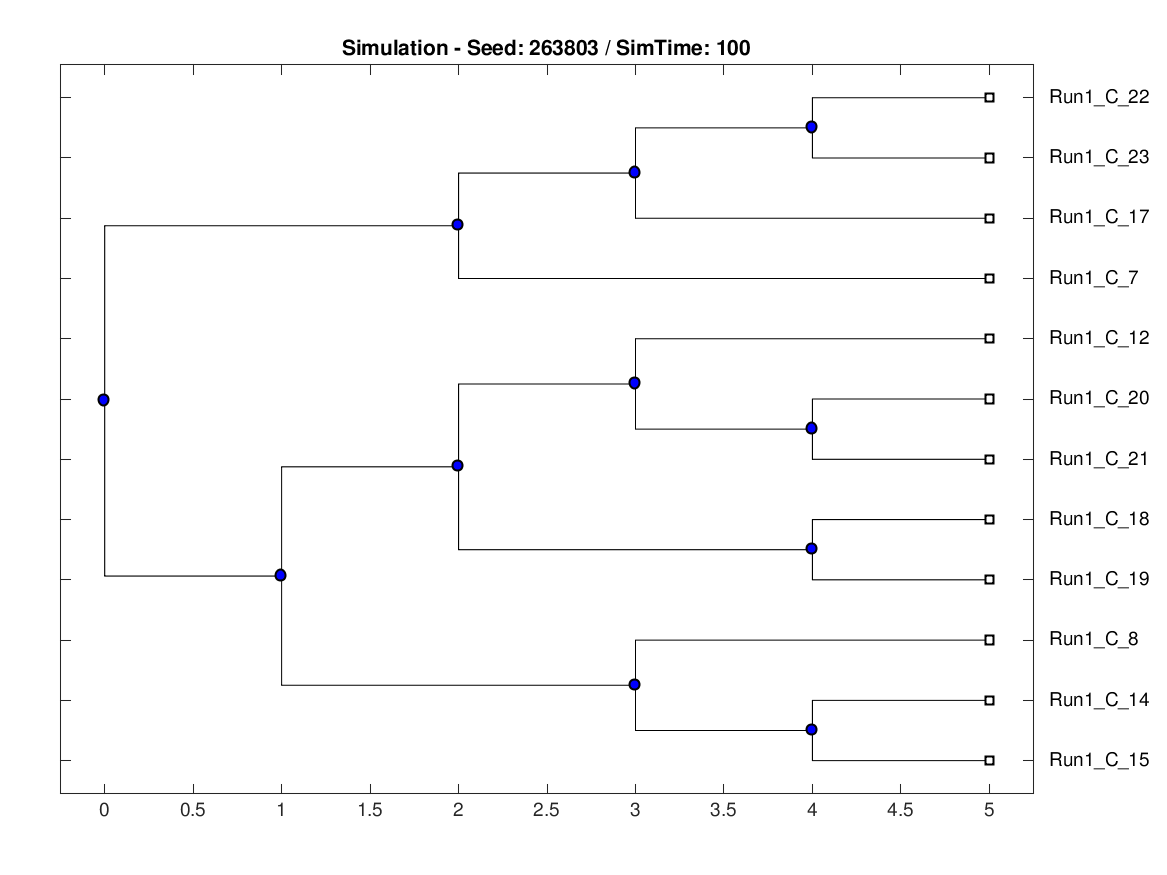 Simulation - Seed: 263803 / SimTime: 100
Run1_C_22
Run1_C_23
Run1_C_17
Run1_C_7
Run1_C_12
Run1_C_20
Run1_C_21
Run1_C_18
Run1_C_19
Run1_C_8
Run1_C_14
Run1_C_15
0 0.5 1 1.5 2 2.5 3 3.5 4 4.5 5